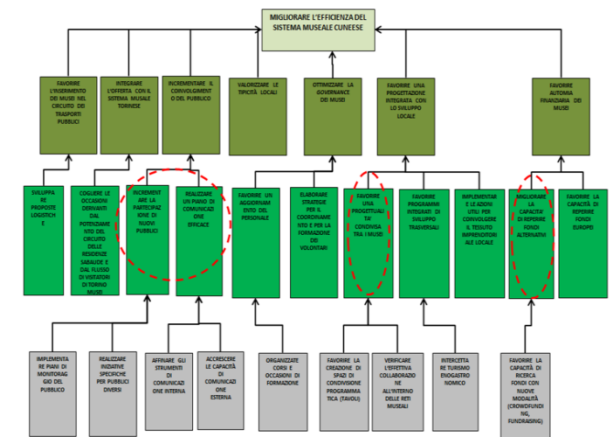 MIGLIORARE L'EFFICIENZA DEL
SISTEMA MUSEALE CUNEESE
FAVORIRE
L'INSERIMENTO
DEI MUSEI NEL
CIRCUITO DEI
TRASPORTI
PUBBLICI
INTEGRARE
L'OFFERTA CON IL
SISTEMA MUSALE
TORINESE
INCREMENTARE IL
COINVOLGIMENT
O DEL PUBBLICO
VALORIZZARE LE
TIPICITÀ LOCALI
OTTIMIZZARE LA
GOVERNANCE
DEI MUSEI
FAVORIRE UNA
PROGETTAZIONE
INTEGRATA CON
LO SVILUPPO
LOCALE
FAVORIRE
AUTOMIA
FINANZIARIA DEI
MUSEI
SVILUPPA
RE
PROPOSTE
LOGISTICH
E
COGLIERE LE
OCCASIONI
DERIVANTI
DAL
POTENZIAME
NTO DEL
CIRCUITO
DELLE
RESIDENZE
SABAUDE E
DAL FLUSSO
DI VISITATORI
DI TORINO
MUSEI
INCREMENT
ARE LA
PARTECIPAZ
IONE DI
NUOVI
PUBBLICI
REALIZZARE
UN PIANO DI
COMUNICAZI
ONE
EFFICACE
FAVORIRE UN
AGGIORNAM
ENTO DEL
PERSONALE
ELABORARE
STRATEGIE
PER IL
COORDINAME
NTO E PER LA
FORMAZIONE
DEI
VOLONTARI
FAVORIRE
UNA
PROGETTUALI
TA'
CONDIVISA
TRA I MUSEI
FAVORIRE
PROGRAMMI
INTEGRATI DI
SVILUPPO
TRASVERSALI
IMPLEMENTAR
E LE AZIONI
UTILI PER
COINVOLGERE
IL TESSUTO
IMPRENDITORI
ALE LOCALE
MIGLIORARE
LA
CAPACITA'
DI REPERIRE
FONDI
ALTERNATIVI
FAVORIRE LA
CAPACITÀ DI
REPERIRE
FONDI
EUROPEI
IMPLEMENTA
RE PIANI DI
MONITORAG
GIO DEL
PUBBLICO
REALIZZARE
INIZIATIVE
SPECIFICHE
PER PUBBLICI
DIVERSI
AFFINARE GLI
STRUMENTI
DI
COMUNICAZI
ONE INTERNA
ACCRESCERE
LE CAPACITÀ
DI
COMUNICAZI
ONE
ESTERNA
ORGANIZZATE
CORSI E
OCCASIONI DI
FORMAZIONE
FAVORIRE LA
CREAZIONE DI
SPAZI DI
CONDIVISIONE
PROGRAMMA
TICA (TAVOLI)
VERIFICARE
L'EFFETTIVA
COLLABORAZIO
NE
ALL'INTERNO
DELLE RETI
MUSEALI
INTERCETTA
RE TURISMO
ENOGASTRO
NOMICO
FAVORIRE LA
CAPACITÀ DI
RICERCA
FONDI CON
NUOVE
MODALITÀ
(CROWDFUNDI
NG,
FUNDRAISING)